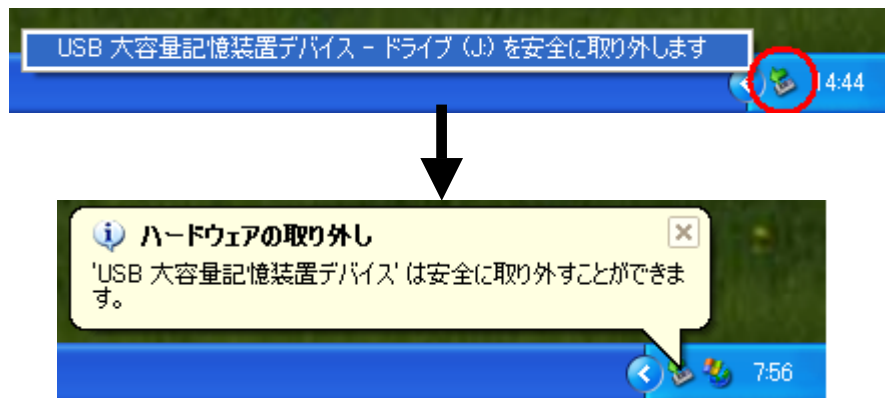 USB 大容量記憶装置デバイス - ドライブ (J:) を安全に取り外します
14:44
ハードウェアの取り外し
'USB 大容量記憶装置デバイス' は安全に取り外すことができま
す。
7:56